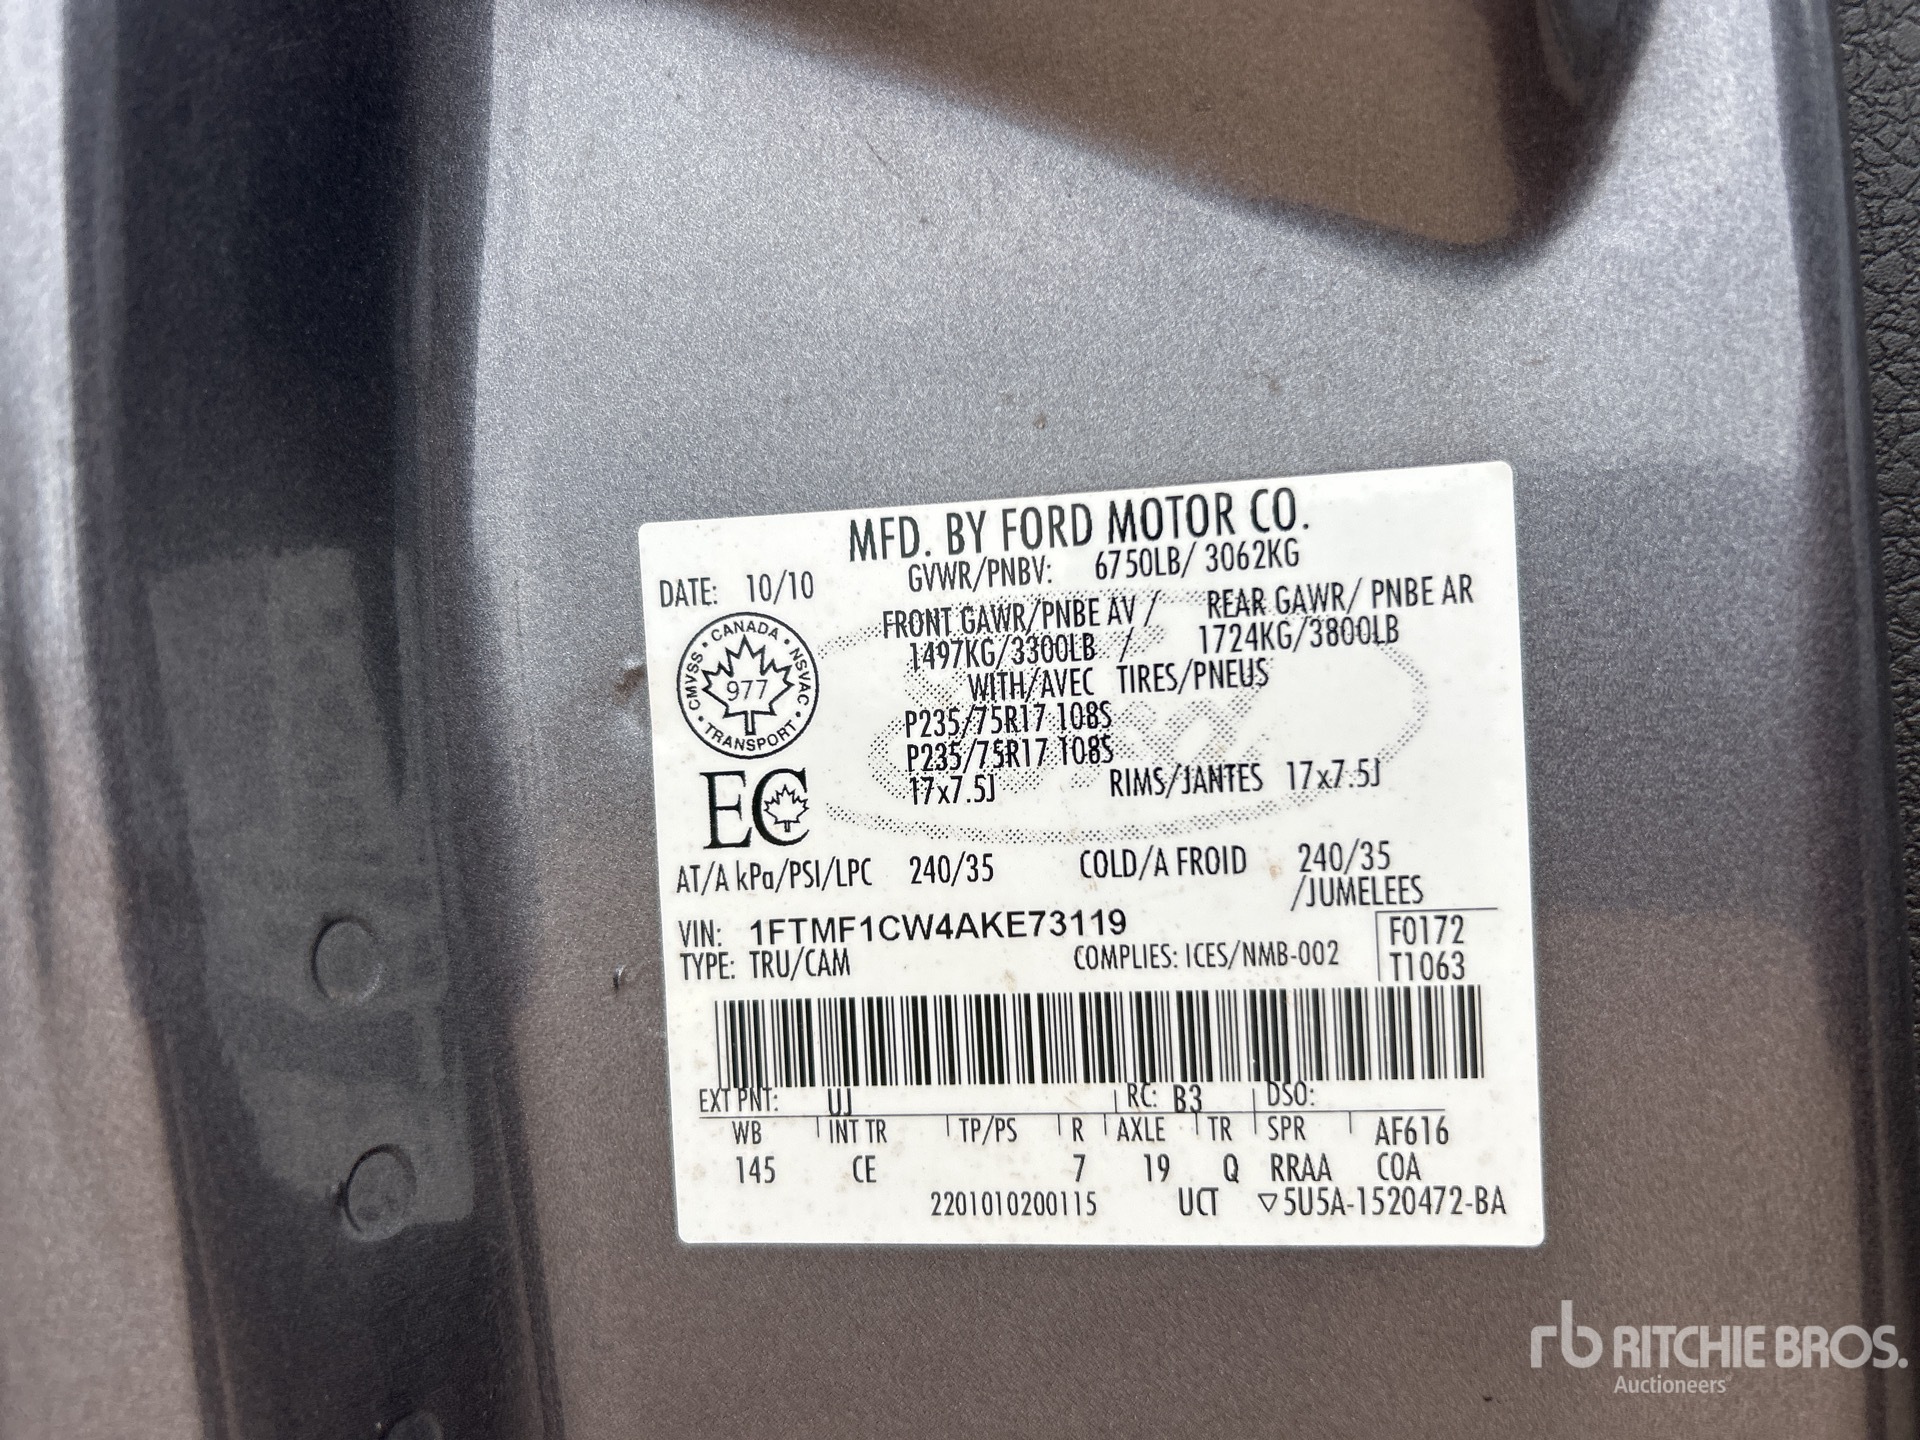 MFD. BY FORD MOTOR CO.
DATE: 10/10 GVWR/PNBV: 6750LB/ 3062KG
FRONT GAWR/PNBE AV / REAR GAWR/ PNBE AR
1497KG/3300LB / 1724KG/3800LB
WITH/AVEC TIRES/PNEUS
CMVSS • CANADA • NSVAC • TRANSPORT •
977
P235/75R17 108S
P235/75R17 108S
17x7.5J RIMS/JANTES 17x7.5J
EC
AT/A kPa/PSI/LPC 240/35 COLD/A FROID 240/35
/JUMELEES
VIN: 1FTMF1CW4AKE73119 F0172
TYPE: TRU/CAM COMPLIES: ICES/NMB-002 T1063
EXT PNT: UJ RC: B3 DSO:
WB INT TR TP/PS R AXLE TR SPR AF616
145 CE 7 19 Q RRAA COA
2201010200115 UCT ▽5U5A-1520472-BA
rb RITCHIE BROS.
Auctioneers